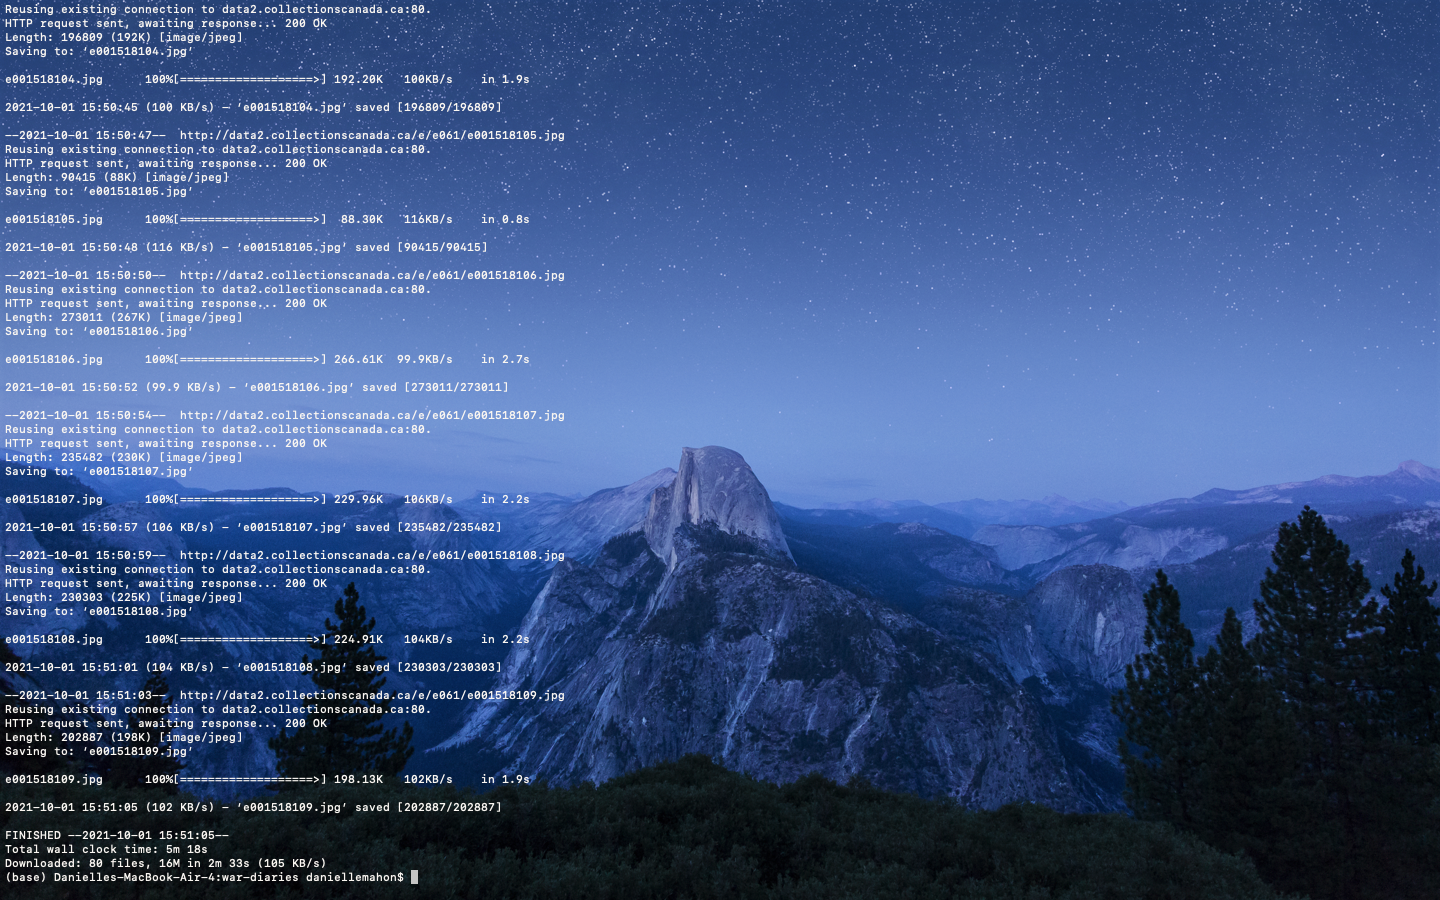 Reusing existing connection to data2.collectionscanada.ca:80.
HTTP request sent, awaiting response... 200 OK
Length: 196809 (192K) [image/jpeg]
Saving to: ‘e001518104.jpg’
e001518104.jpg      100%[===================>] 192.20K   100KB/s    in 1.9s
2021-10-01 15:50:45 (100 KB/s) - ‘e001518104.jpg’ saved [196809/196809]
--2021-10-01 15:50:47--  http://data2.collectionscanada.ca/e/e061/e001518105.jpg
Reusing existing connection to data2.collectionscanada.ca:80.
HTTP request sent, awaiting response... 200 OK
Length: 90415 (88K) [image/jpeg]
Saving to: ‘e001518105.jpg’
e001518105.jpg      100%[===================>]  88.30K   116KB/s    in 0.8s
2021-10-01 15:50:48 (116 KB/s) - ‘e001518105.jpg’ saved [90415/90415]
--2021-10-01 15:50:50--  http://data2.collectionscanada.ca/e/e061/e001518106.jpg
Reusing existing connection to data2.collectionscanada.ca:80.
HTTP request sent, awaiting response... 200 OK
Length: 273011 (267K) [image/jpeg]
Saving to: ‘e001518106.jpg’
e001518106.jpg      100%[===================>] 266.61K  99.9KB/s    in 2.7s
2021-10-01 15:50:52 (99.9 KB/s) - ‘e001518106.jpg’ saved [273011/273011]
--2021-10-01 15:50:54--  http://data2.collectionscanada.ca/e/e061/e001518107.jpg
Reusing existing connection to data2.collectionscanada.ca:80.
HTTP request sent, awaiting response... 200 OK
Length: 235482 (230K) [image/jpeg]
Saving to: ‘e001518107.jpg’
e001518107.jpg      100%[===================>] 229.96K   106KB/s    in 2.2s
2021-10-01 15:50:57 (106 KB/s) - ‘e001518107.jpg’ saved [235482/235482]
--2021-10-01 15:50:59--  http://data2.collectionscanada.ca/e/e061/e001518108.jpg
Reusing existing connection to data2.collectionscanada.ca:80.
HTTP request sent, awaiting response... 200 OK
Length: 230303 (225K) [image/jpeg]
Saving to: ‘e001518108.jpg’
e001518108.jpg      100%[===================>] 224.91K   104KB/s    in 2.2s
2021-10-01 15:51:01 (104 KB/s) - ‘e001518108.jpg’ saved [230303/230303]
--2021-10-01 15:51:03--  http://data2.collectionscanada.ca/e/e061/e001518109.jpg
Reusing existing connection to data2.collectionscanada.ca:80.
HTTP request sent, awaiting response... 200 OK
Length: 202887 (198K) [image/jpeg]
Saving to: ‘e001518109.jpg’
e001518109.jpg      100%[===================>] 198.13K   102KB/s    in 1.9s
2021-10-01 15:51:05 (102 KB/s) - ‘e001518109.jpg’ saved [202887/202887]
FINISHED --2021-10-01 15:51:05--
Total wall clock time: 5m 18s
Downloaded: 80 files, 16M in 2m 33s (105 KB/s)
(base) Danielles-MacBook-Air-4:war-diaries daniellemahon$